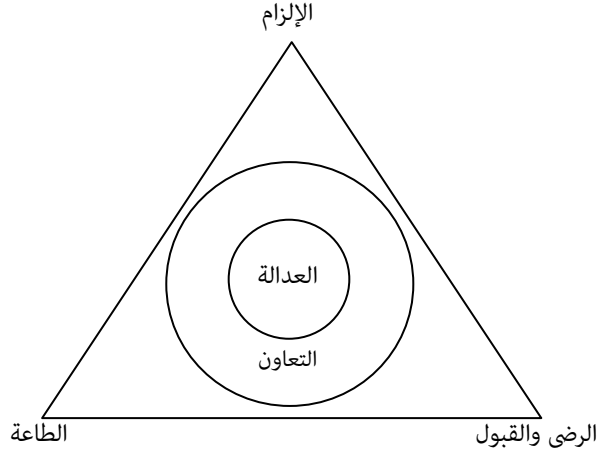 الإلزام
العدالة
التعاون
الرضى والقبول
الطاعة